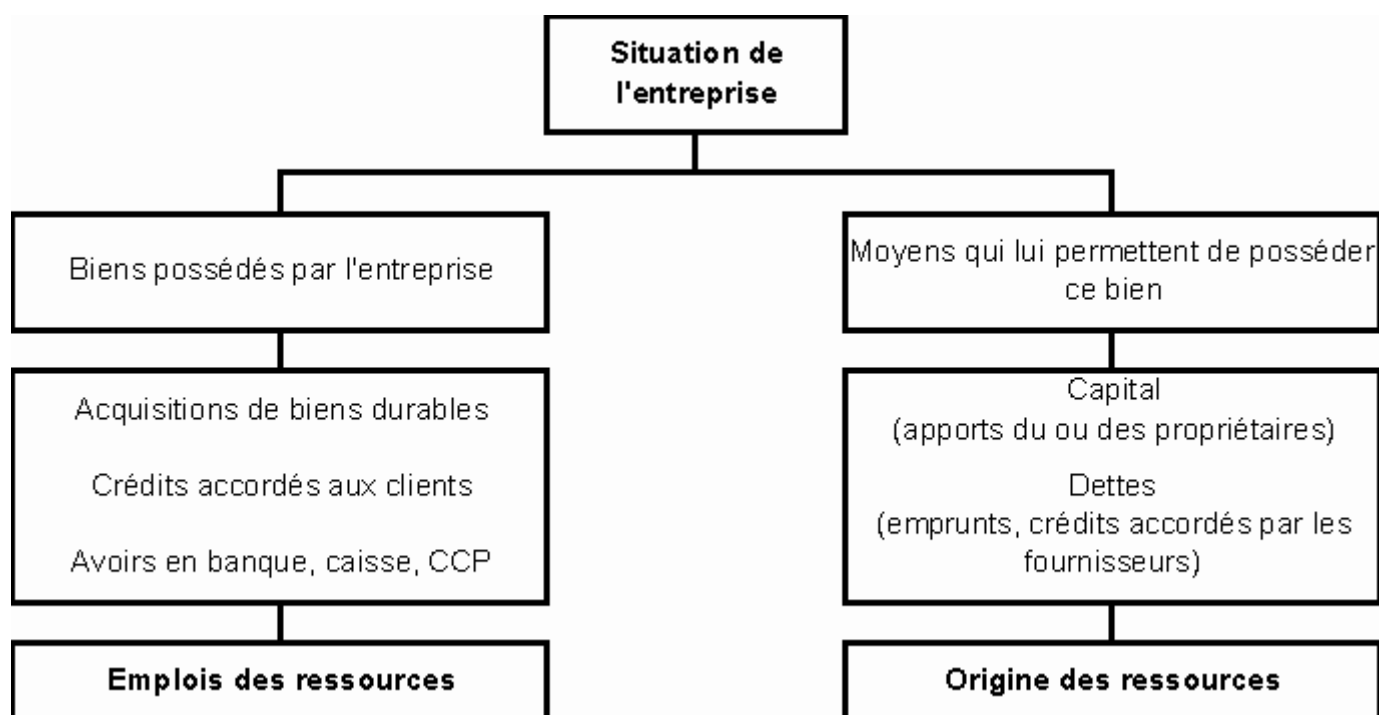 Situation de
l'entreprise
Biens possédés par l'entreprise
Moyens qui lui permettent de posséder
ce bien
Acquisitions de biens durables
Crédits accordés aux clients
Avoirs en banque, caisse, CCP
Capital
(apports du ou des propriétaires)
Dettes
(emprunts, crédits accordés par les
fournisseurs)
Emplois des ressources
Origine des ressources